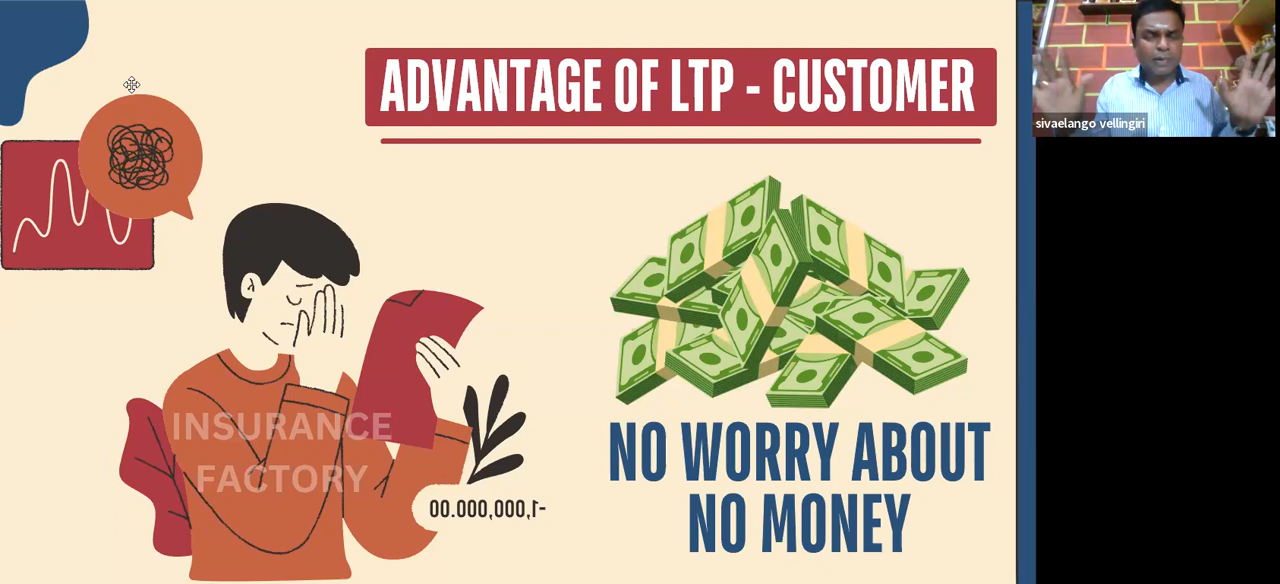 ADVANTAGE OF LTP - CUSTOMER
sivaelango vellingiri
INSURANCE
FACTORY
-1,000,000.00
NO WORRY ABOUT
NO MONEY